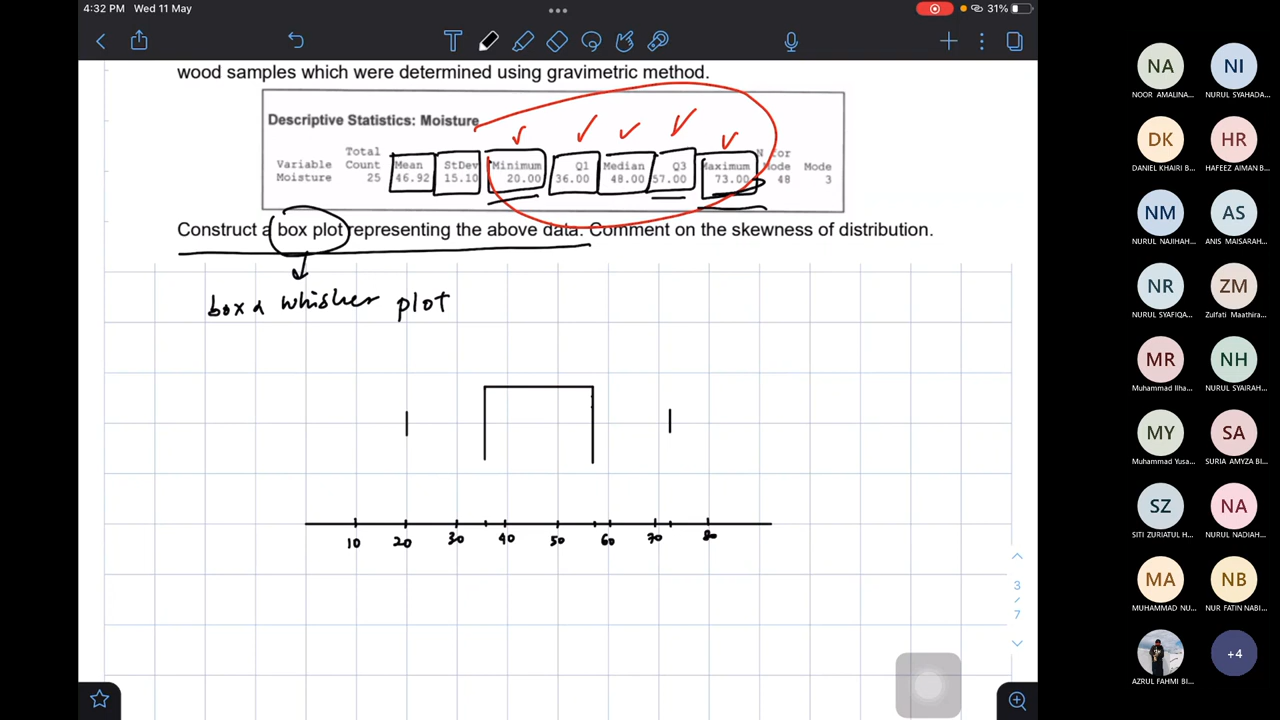 4:32 PM Wed 11 May
31%
wood samples which were determined using gravimetric method.
Descriptive Statistics: Moisture
Total N for
Variable Count Mean StDev Minimum Q1 Median Q3 Maximum Mode Mode
Moisture 25 46.92 15.10 20.00 36.00 48.00 57.00 73.00 48 3
Construct a box plot representing the above data. Comment on the skewness of distribution.
box & whisker plot
10 20 30 40 50 60 70 80
3
7
NA NI
NOOR AMALINA... NURUL SYAHADA...
DK HR
DANIEL KHAIRI B... HAFEEZ AIMAN B...
NM AS
NURUL NAJIHAH... ANIS MAISARAH...
NR ZM
NURUL SYAFIQA... Zulfati Maathira...
MR NH
Muhammad Ilha... NURUL SYAIRAH...
MY SA
Muhammad Yusa... SURIA AMYZA BI...
SZ NA
SITI ZURIATUL H... NURUL NADIAH...
MA NB
MUHAMMAD NU... NUR FATIN NABI...
+4
AZRUL FAHMI BI...